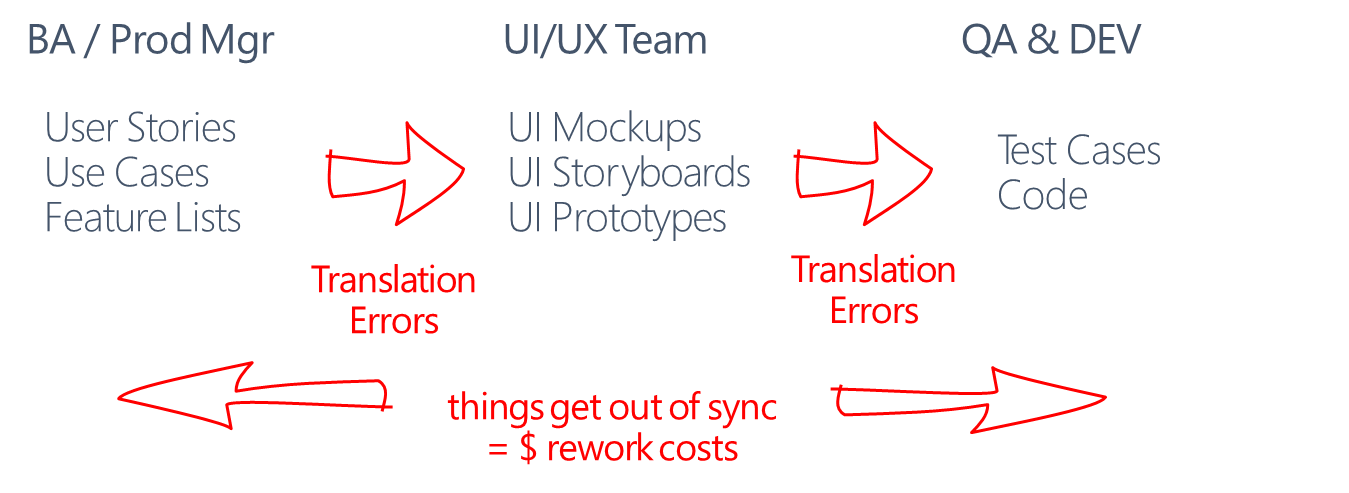 BA / Prod Mgr
UI/UX Team
QA & DEV
User Stories
Use Cases
Feature Lists
UI Mockups
UI Storyboards
UI Prototypes
Test Cases
Code
Translation
Errors
Translation
Errors
things get out of sync
= $ rework costs